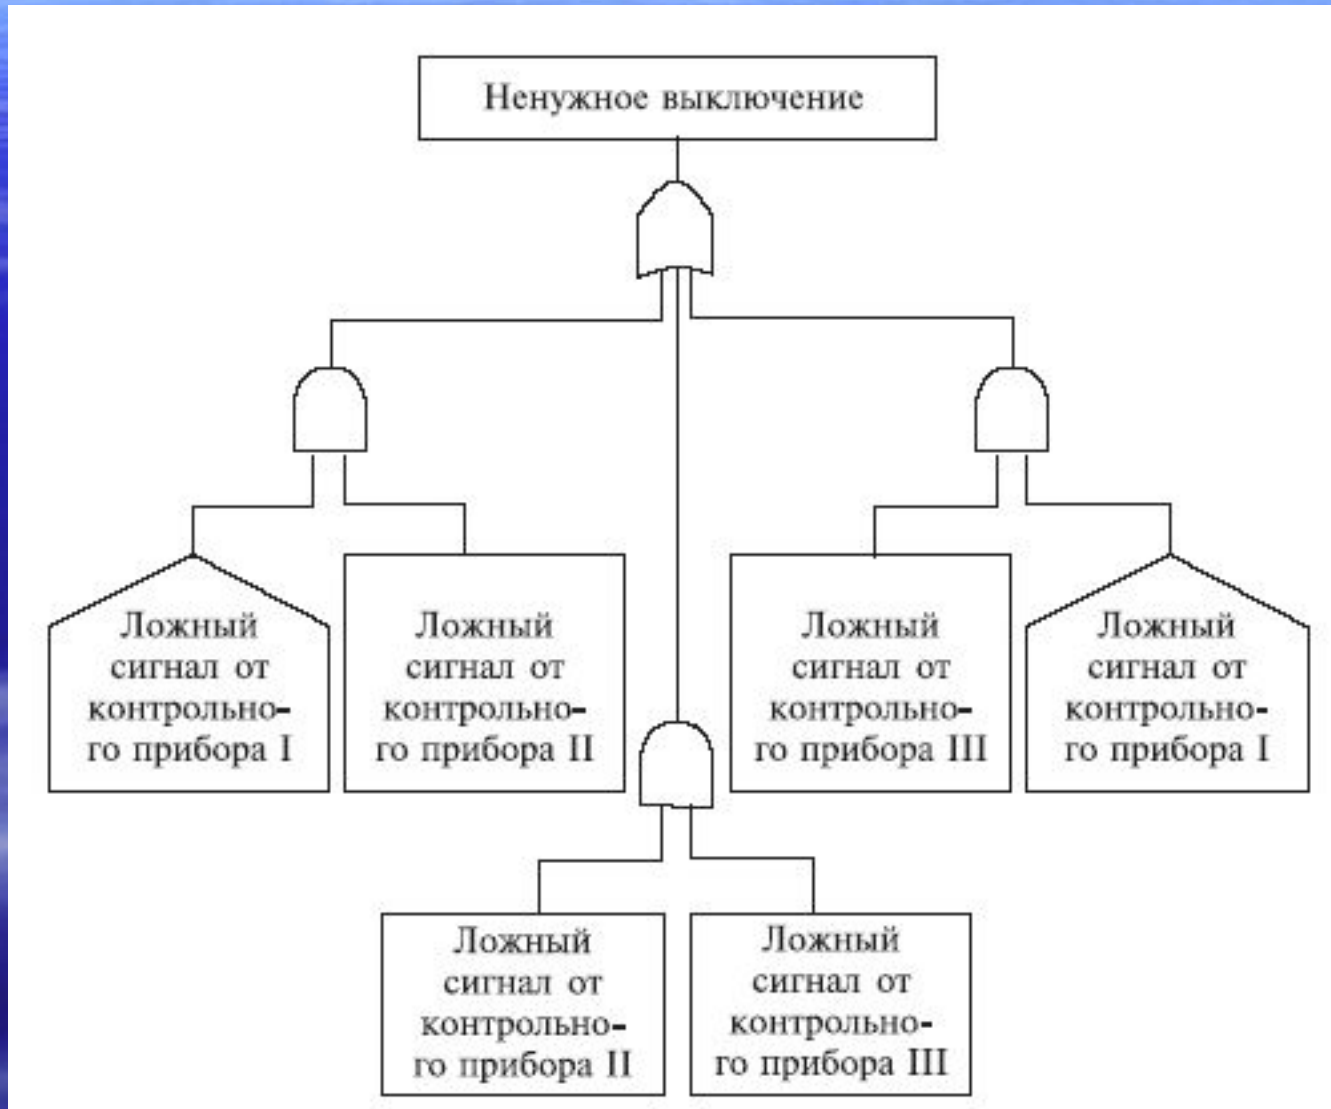 Ненужное выключение
Ложный
сигнал от
контрольно-
го прибора I
Ложный
сигнал от
контрольно-
го прибора II
Ложный
сигнал от
контрольно-
го прибора III
Ложный
сигнал от
контрольно-
го прибора I
Ложный
сигнал от
контрольно-
го прибора II
Ложный
сигнал от
контрольно-
го прибора III